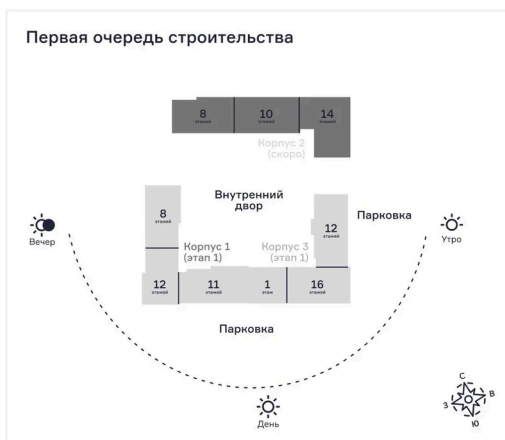 Первая очередь строительства
8
этажей
10
этажей
14
этажей
Корпус 2
(скоро)
Внутренний
двор
8
этажей
12
этажей
Парковка
Вечер
Утро
Корпус 1
(этап 1)
Корпус 3
(этап 1)
12
этажей
11
этажей
1
этаж
16
этажей
Парковка
День
С
В
З
Ю